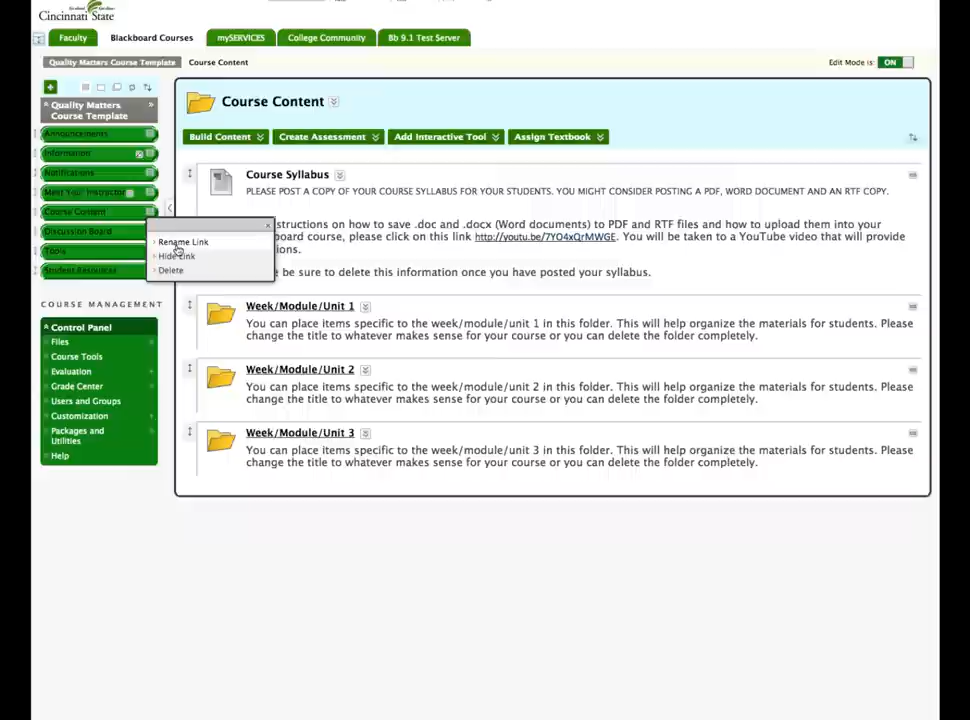 Cincinnati State
Faculty
Blackboard Courses
mySERVICES
College Community
Bb 9.1 Test Server
Quality Matters Course Template
Course Content
Edit Mode is:
ON
Quality Matters
Course Template
Announcements
Information
Notifications
Meet Your Instructor
Course Content
Discussion Board
Tools
Student Resources
Rename Link
Hide Link
Delete
COURSE MANAGEMENT
Control Panel
Files
Course Tools
Evaluation
Grade Center
Users and Groups
Customization
Packages and
Utilities
Help
Course Content
Build Content
Create Assessment
Add Interactive Tool
Assign Textbook
Course Syllabus
PLEASE POST A COPY OF YOUR COURSE SYLLABUS FOR YOUR STUDENTS. YOU MIGHT CONSIDER POSTING A PDF, WORD DOCUMENT AND AN RTF COPY.
structions on how to save .doc and .docx (Word documents) to PDF and RTF files and how to upload them into your
board course, please click on this link http://youtu.be/7YO4xQrMWGE. You will be taken to a YouTube video that will provide
ions.
be sure to delete this information once you have posted your syllabus.
Week/Module/Unit 1
You can place items specific to the week/module/unit 1 in this folder. This will help organize the materials for students. Please
change the title to whatever makes sense for your course or you can delete the folder completely.
Week/Module/Unit 2
You can place items specific to the week/module/unit 2 in this folder. This will help organize the materials for students. Please
change the title to whatever makes sense for your course or you can delete the folder completely.
Week/Module/Unit 3
You can place items specific to the week/module/unit 3 in this folder. This will help organize the materials for students. Please
change the title to whatever makes sense for your course or you can delete the folder completely.